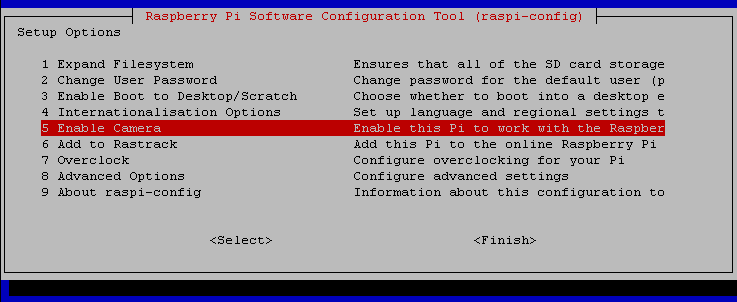 Raspberry Pi Software Configuration Tool (raspi-config)
Setup Options
1 Expand Filesystem Ensures that all of the SD card storage
2 Change User Password Change password for the default user (p
3 Enable Boot to Desktop/Scratch Choose whether to boot into a desktop e
4 Internationalisation Options Set up language and regional settings t
5 Enable Camera Enable this Pi to work with the Raspber
6 Add to Rastrack Add this Pi to the online Raspberry Pi
7 Overclock Configure overclocking for your Pi
8 Advanced Options Configure advanced settings
9 About raspi-config Information about this configuration to
<Select> <Finish>